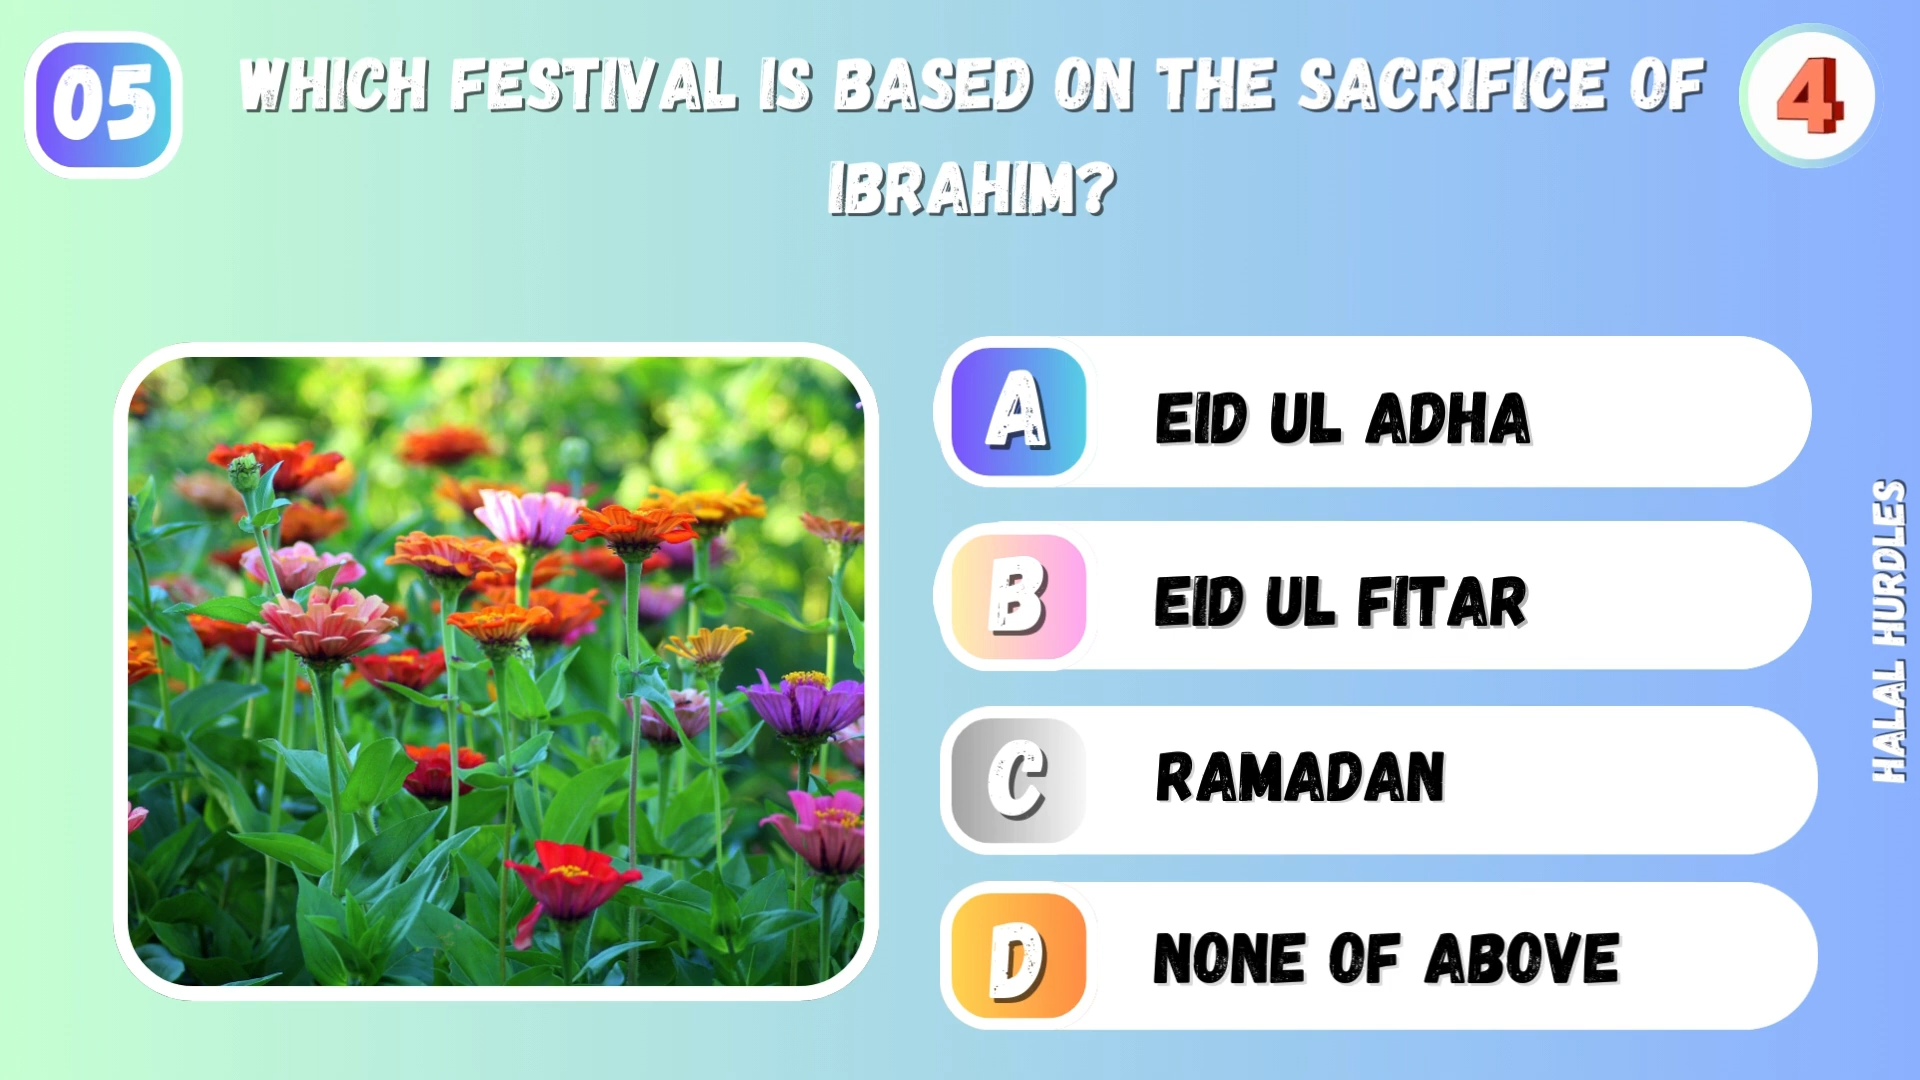 05
WHICH FESTIVAL IS BASED ON THE SACRIFICE OF
IBRAHIM?
4
A
EID UL ADHA
B
EID UL FITAR
C
RAMADAN
D
NONE OF ABOVE
HALAL HURDLES